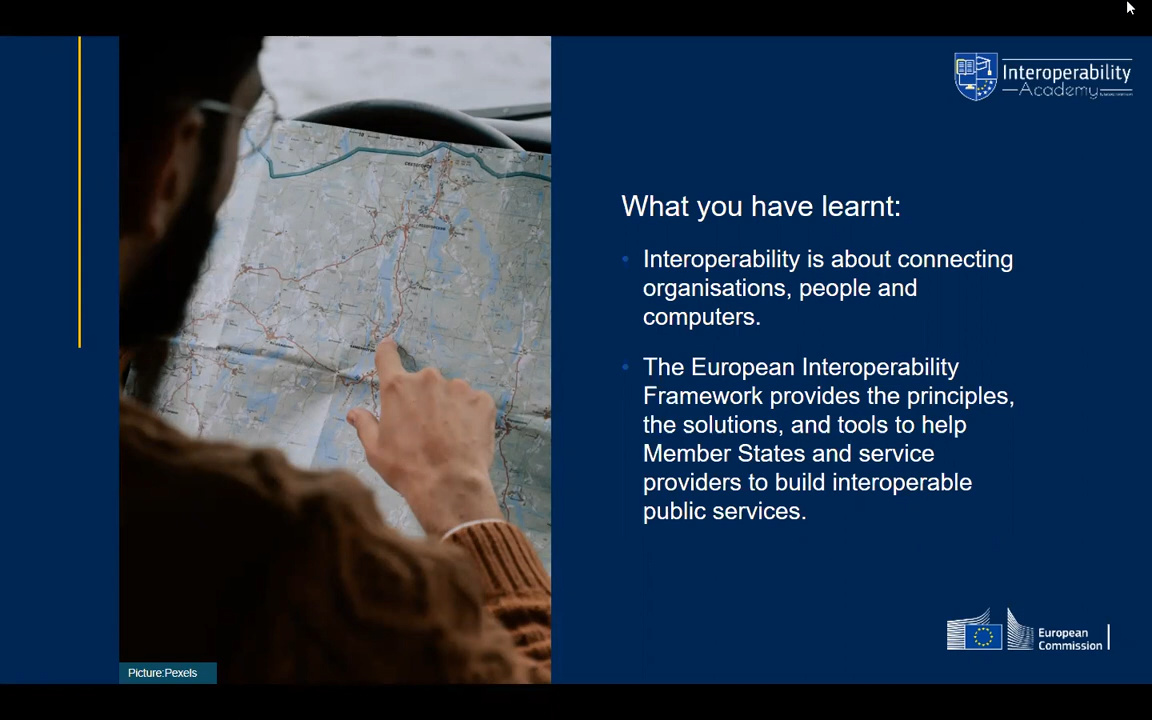 Interoperability
Academy
What you have learnt:
Interoperability is about connecting
organisations, people and
computers.
The European Interoperability
Framework provides the principles,
the solutions, and tools to help
Member States and service
providers to build interoperable
public services.
European
Commission
Picture:Pexels